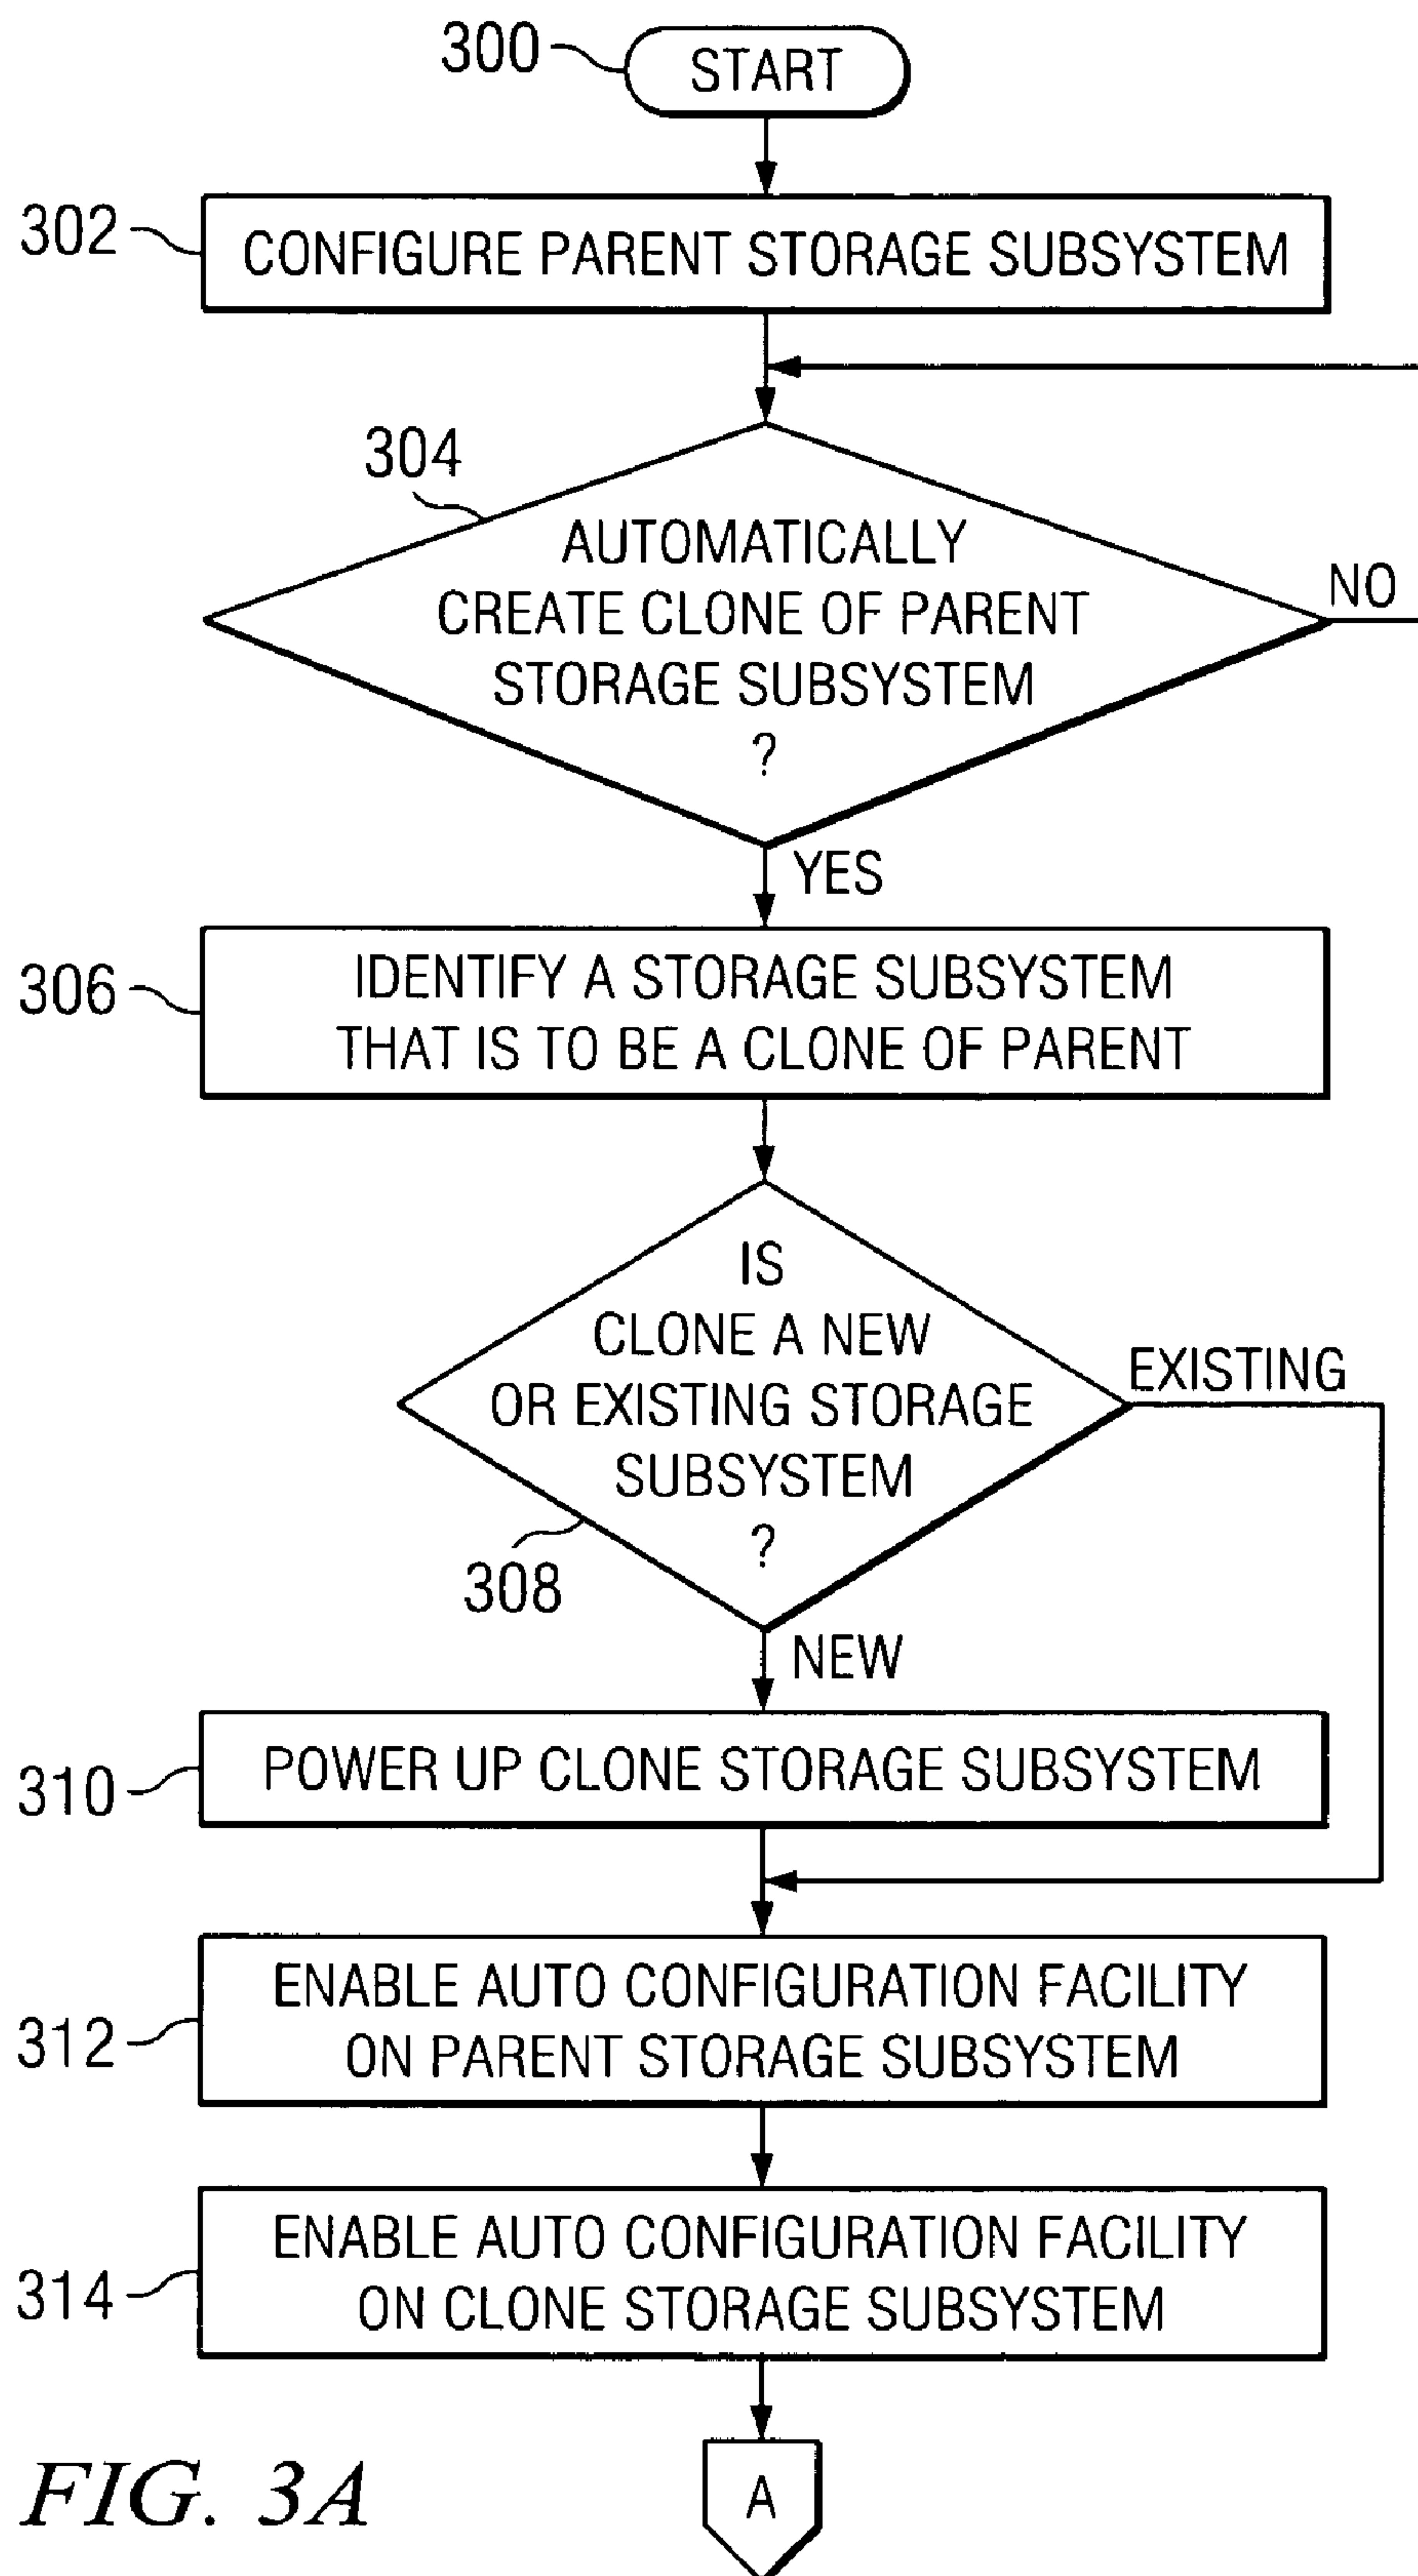 300
START
302
CONFIGURE PARENT STORAGE SUBSYSTEM
304
AUTOMATICALLY
CREATE CLONE OF PARENT
STORAGE SUBSYSTEM
?
NO
YES
306
IDENTIFY A STORAGE SUBSYSTEM
THAT IS TO BE A CLONE OF PARENT
IS
CLONE A NEW
OR EXISTING STORAGE
SUBSYSTEM
?
EXISTING
308
NEW
310
POWER UP CLONE STORAGE SUBSYSTEM
312
ENABLE AUTO CONFIGURATION FACILITY
ON PARENT STORAGE SUBSYSTEM
314
ENABLE AUTO CONFIGURATION FACILITY
ON CLONE STORAGE SUBSYSTEM
A
FIG. 3A